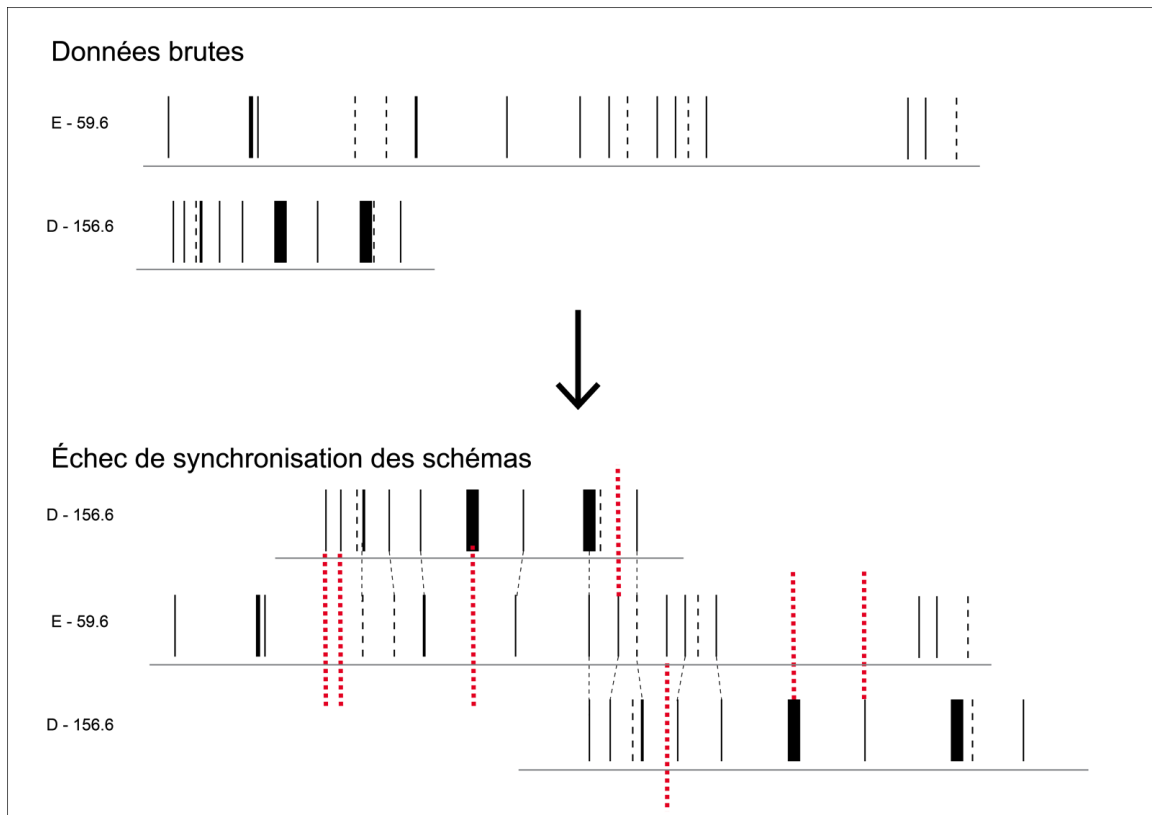 Données brutes
E - 59.6
D - 156.6
Échec de synchronisation des schémas
D - 156.6
E - 59.6
D - 156.6